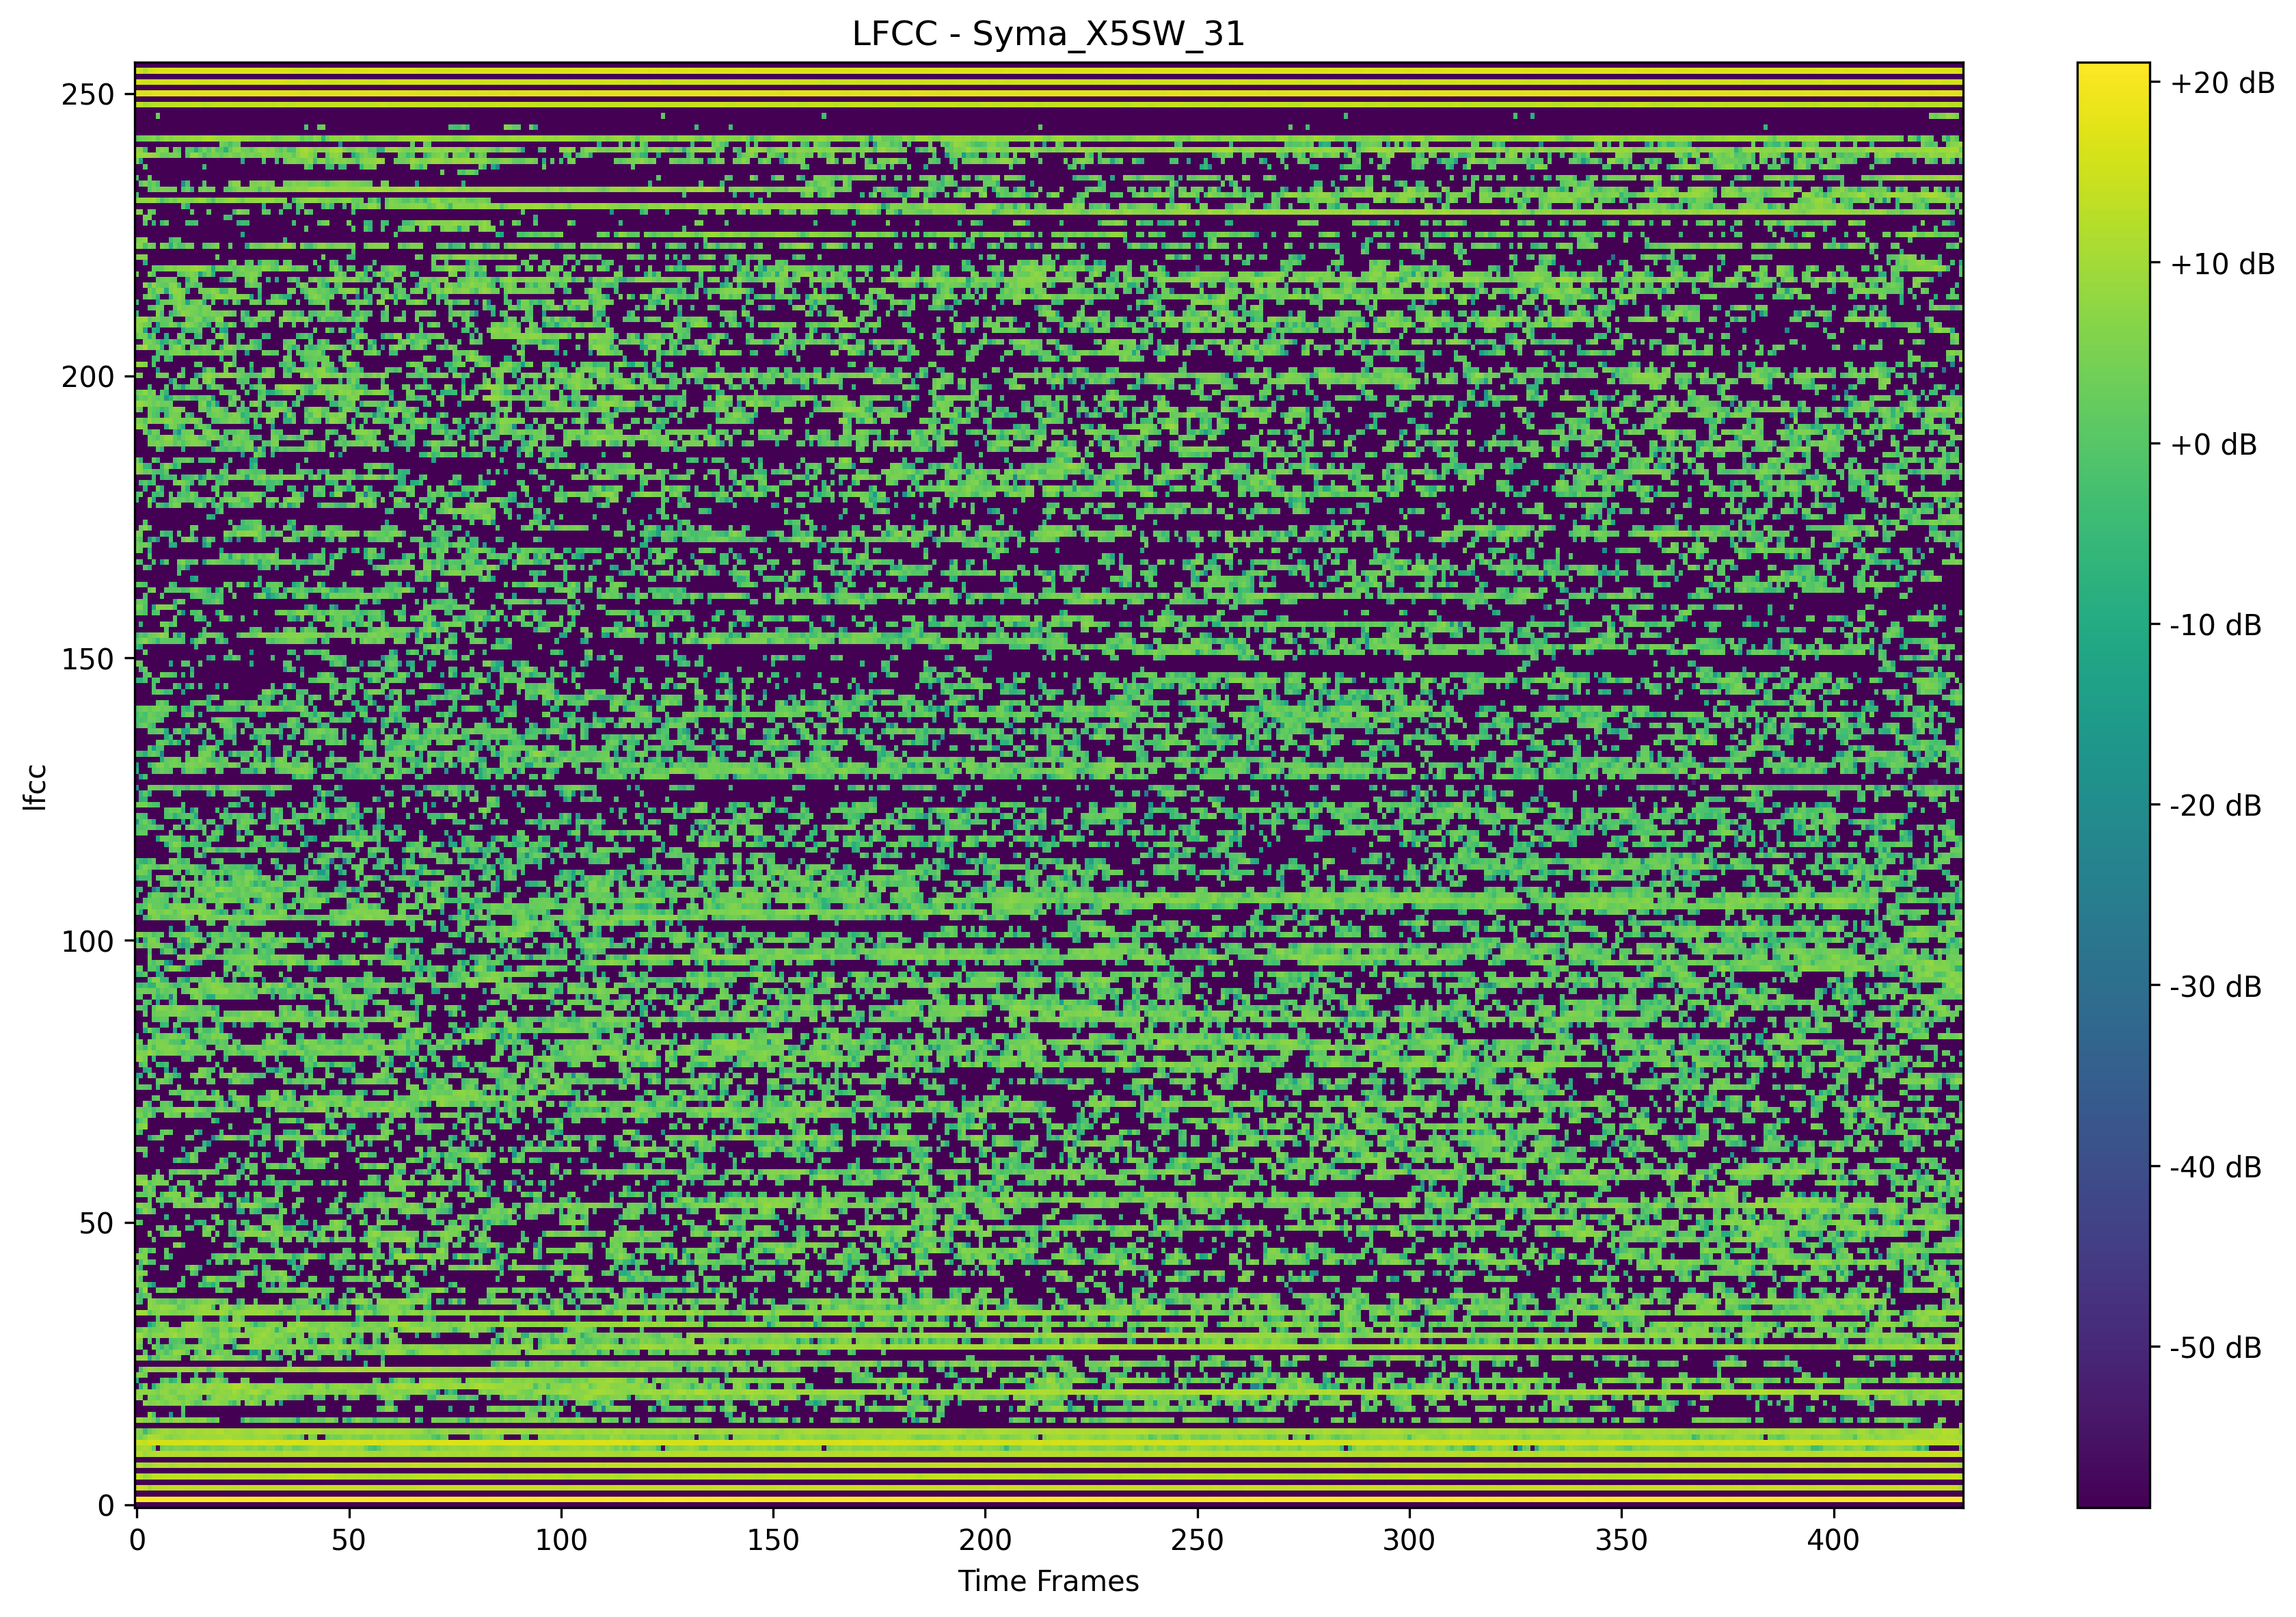 LFCC - Syma_X5SW_31
lfcc
250
200
150
100
50
0
0 50 100 150 200 250 300 350 400
Time Frames
+20 dB
+10 dB
+0 dB
-10 dB
-20 dB
-30 dB
-40 dB
-50 dB